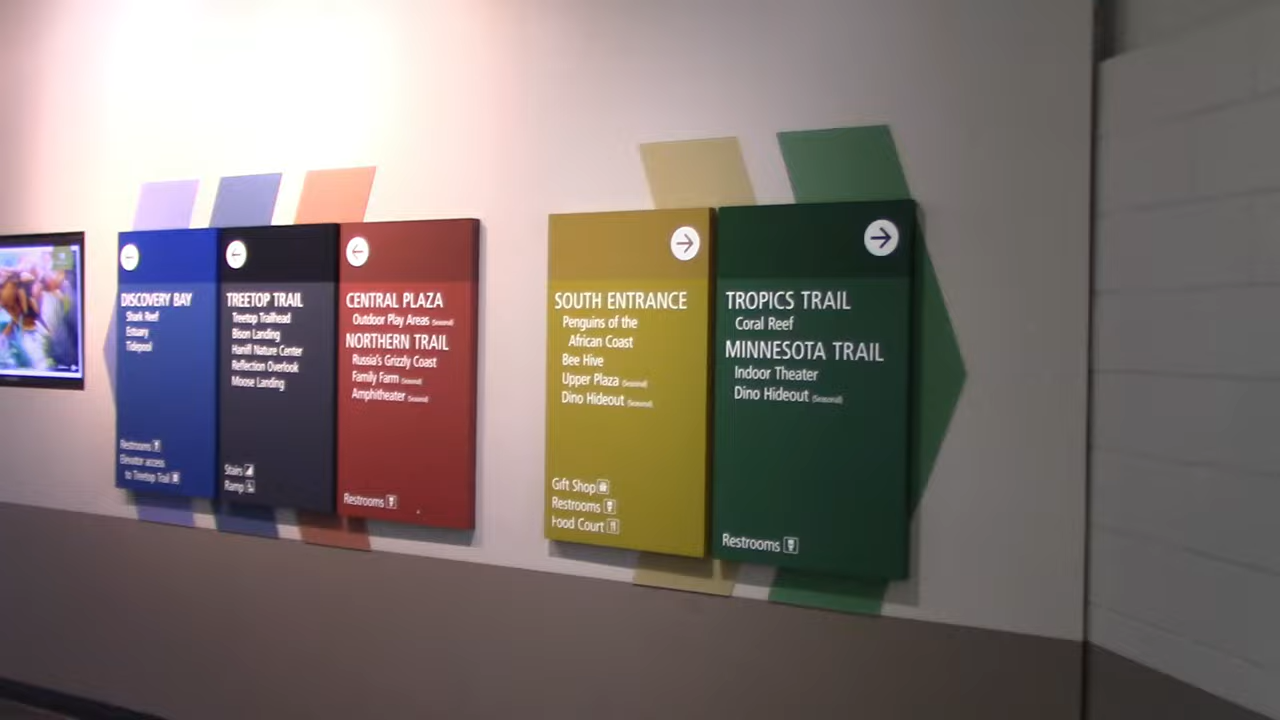 DISCOVERY BAY
Shark Reef
Estuary
Tidepool
Restrooms
Elevator access
to Treetop Trail
TREETOP TRAIL
Treetop Trailhead
Bison Landing
Hanifl Nature Center
Reflection Overlook
Moose Landing
Stairs
Ramp
CENTRAL PLAZA
Outdoor Play Areas (Seasonal)
NORTHERN TRAIL
Russia's Grizzly Coast
Family Farm (Seasonal)
Amphitheater (Seasonal)
Restrooms
SOUTH ENTRANCE
Penguins of the
African Coast
Bee Hive
Upper Plaza (Seasonal)
Dino Hideout (Seasonal)
Gift Shop
Restrooms
Food Court
TROPICS TRAIL
Coral Reef
MINNESOTA TRAIL
Indoor Theater
Dino Hideout (Seasonal)
Restrooms